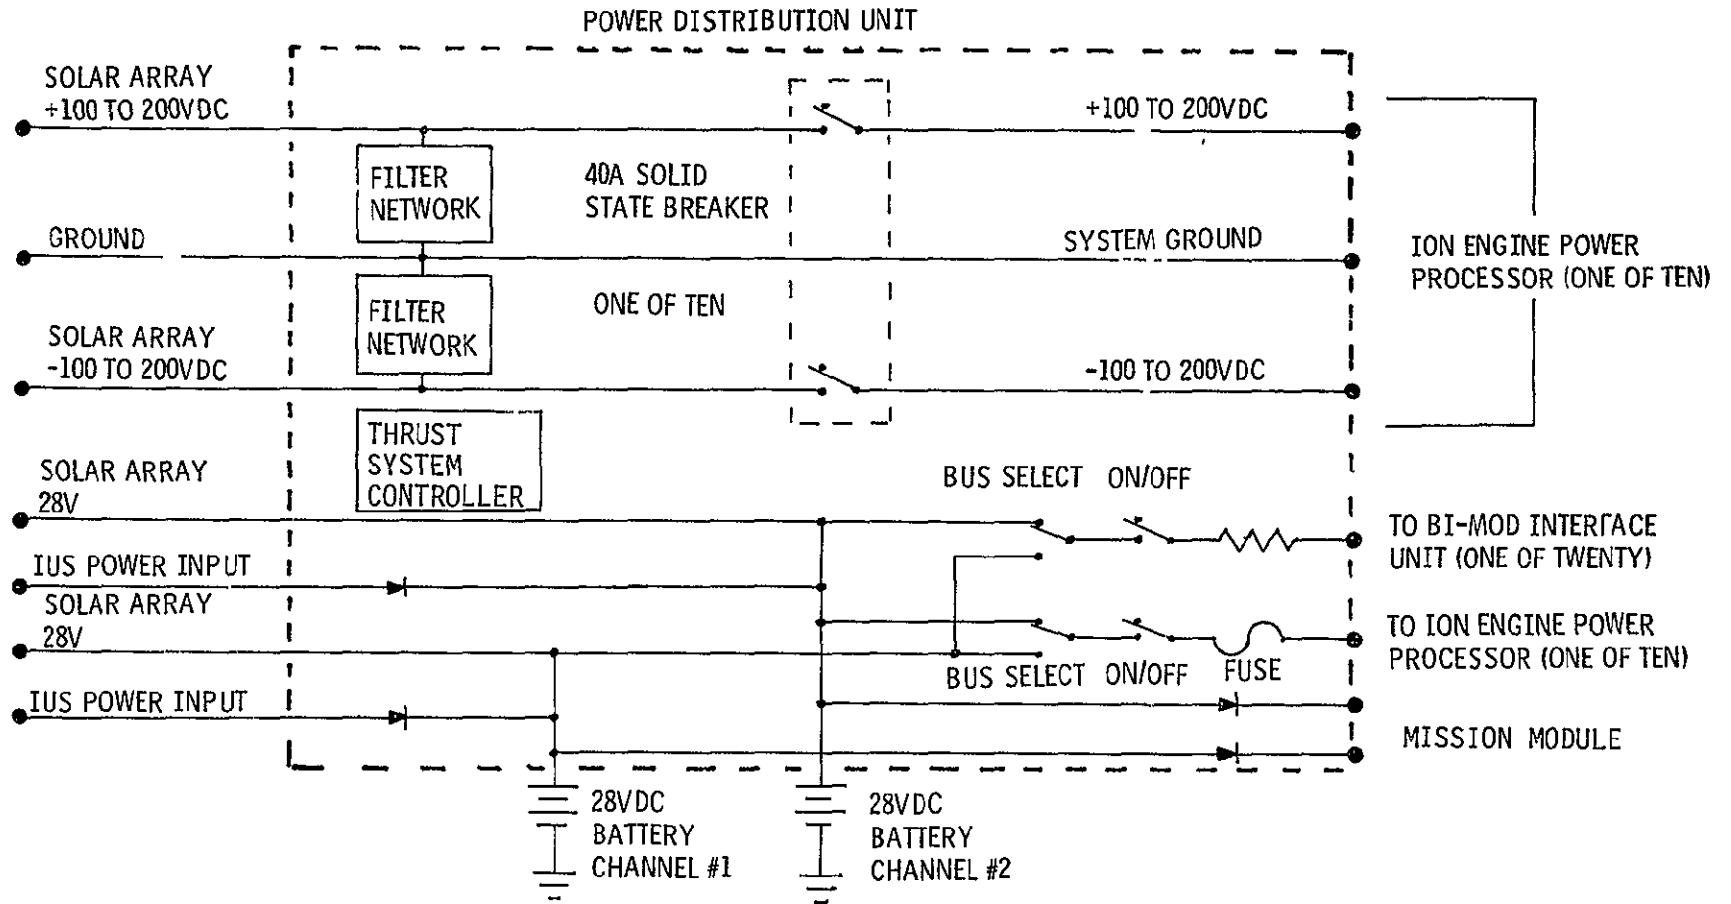 POWER DISTRIBUTION UNIT
SOLAR ARRAY
+100 TO 200VDC
+100 TO 200VDC
FILTER
NETWORK
40A SOLID
STATE BREAKER
GROUND
SYSTEM GROUND
ION ENGINE POWER
PROCESSOR (ONE OF TEN)
FILTER
NETWORK
ONE OF TEN
SOLAR ARRAY
-100 TO 200VDC
-100 TO 200VDC
THRUST
SYSTEM
CONTROLLER
SOLAR ARRAY
28V
BUS SELECT ON/OFF
TO BI-MOD INTERFACE
UNIT (ONE OF TWENTY)
IUS POWER INPUT
SOLAR ARRAY
28V
TO ION ENGINE POWER
PROCESSOR (ONE OF TEN)
BUS SELECT ON/OFF FUSE
IUS POWER INPUT
MISSION MODULE
28VDC
BATTERY
CHANNEL #1
28VDC
BATTERY
CHANNEL #2